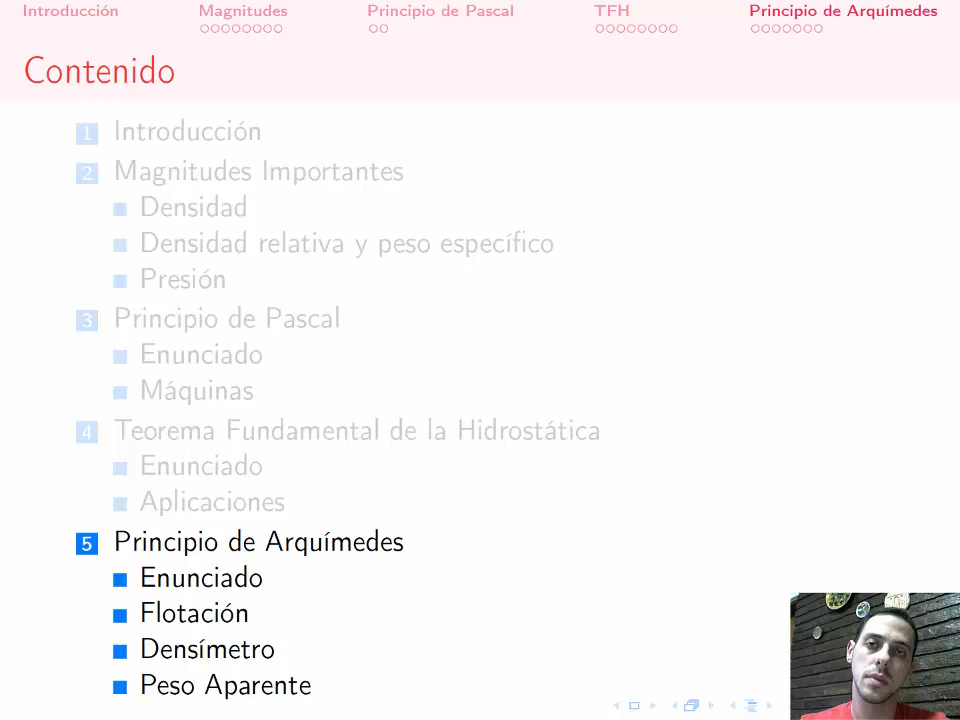 Introducción Magnitudes Principio de Pascal TFH Principio de Arquímedes
Contenido
1 Introducción
2 Magnitudes Importantes
Densidad
Densidad relativa y peso específico
Presión
3 Principio de Pascal
Enunciado
Máquinas
4 Teorema Fundamental de la Hidrostática
Enunciado
Aplicaciones
5 Principio de Arquímedes
Enunciado
Flotación
Densímetro
Peso Aparente